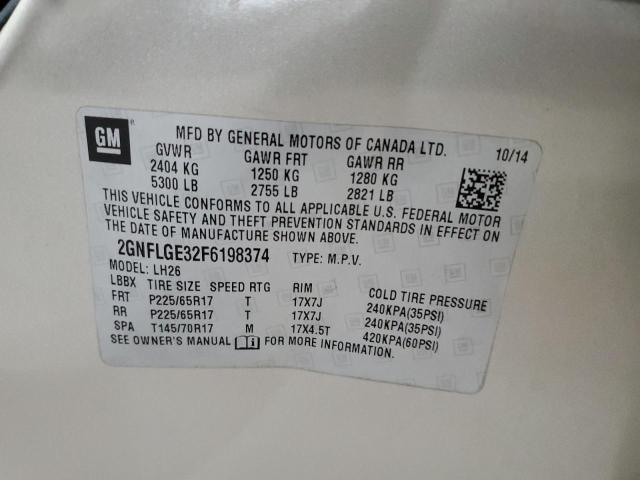 GM ®
MFD BY GENERAL MOTORS OF CANADA LTD.
GVWR GAWR FRT GAWR RR 10/14
2404 KG 1250 KG 1280 KG
5300 LB 2755 LB 2821 LB
THIS VEHICLE CONFORMS TO ALL APPLICABLE U.S. FEDERAL MOTOR
VEHICLE SAFETY AND THEFT PREVENTION STANDARDS IN EFFECT ON
THE DATE OF MANUFACTURE SHOWN ABOVE.
2GNFLGE32F6198374 TYPE: M.P.V.
MODEL: LH26
LBBX TIRE SIZE SPEED RTG RIM COLD TIRE PRESSURE
FRT P225/65R17 T 17X7J 240KPA(35PSI)
RR P225/65R17 T 17X7J 240KPA(35PSI)
SPA T145/70R17 M 17X4.5T 420KPA(60PSI)
SEE OWNER'S MANUAL FOR MORE INFORMATION.